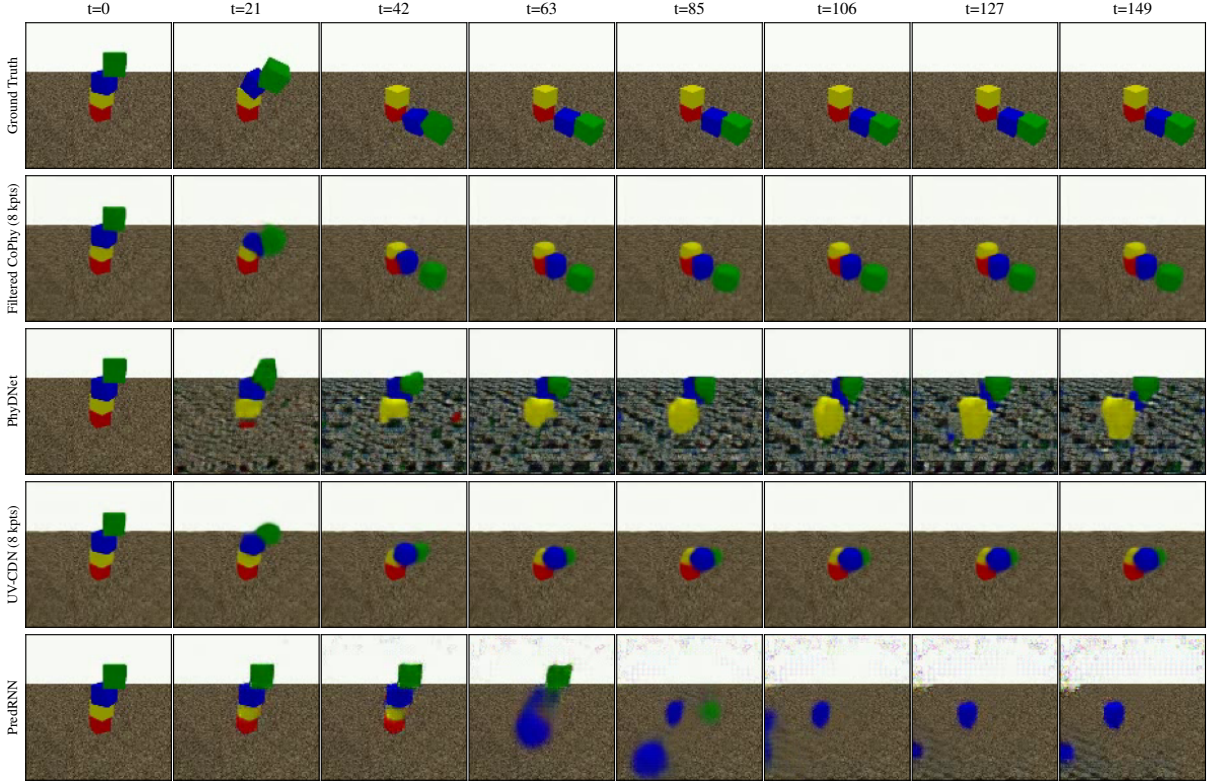 t=0 t=21 t=42 t=63 t=85 t=106 t=127 t=149
Ground Truth
Filtered CoPhy (8 kpts)
PhyDNet
UV-CDN (8 kpts)
PredRNN